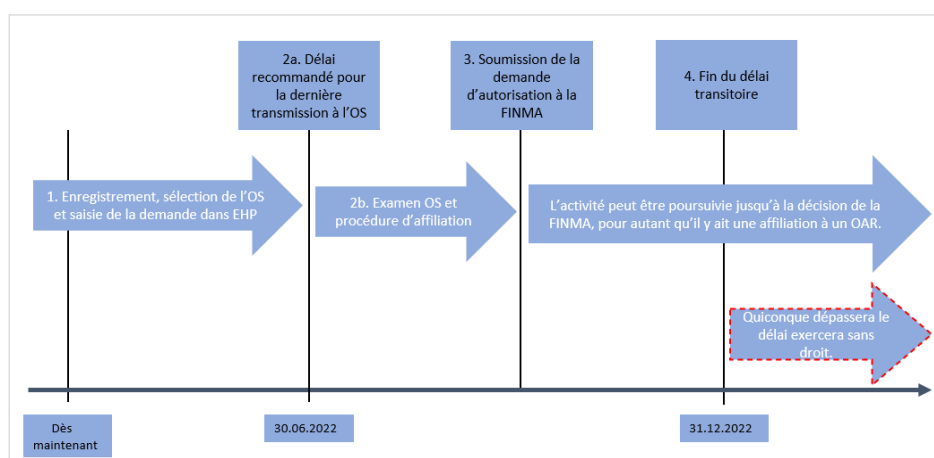 2a. Délai
recommandé pour
la dernière
transmission à l'OS
3. Soumission de la
demande
d'autorisation à la
FINMA
4. Fin du délai
transitoire
1. Enregistrement, sélection de l'OS
et saisie de la demande dans EHP
2b. Examen OS et
procédure d'affiliation
L'activité peut être poursuivie jusqu'à la décision de la
FINMA, pour autant qu'il y ait une affiliation à un OAR.
Quiconque dépassera le
délai exercera sans
droit.
Dès
maintenant
30.06.2022
31.12.2022